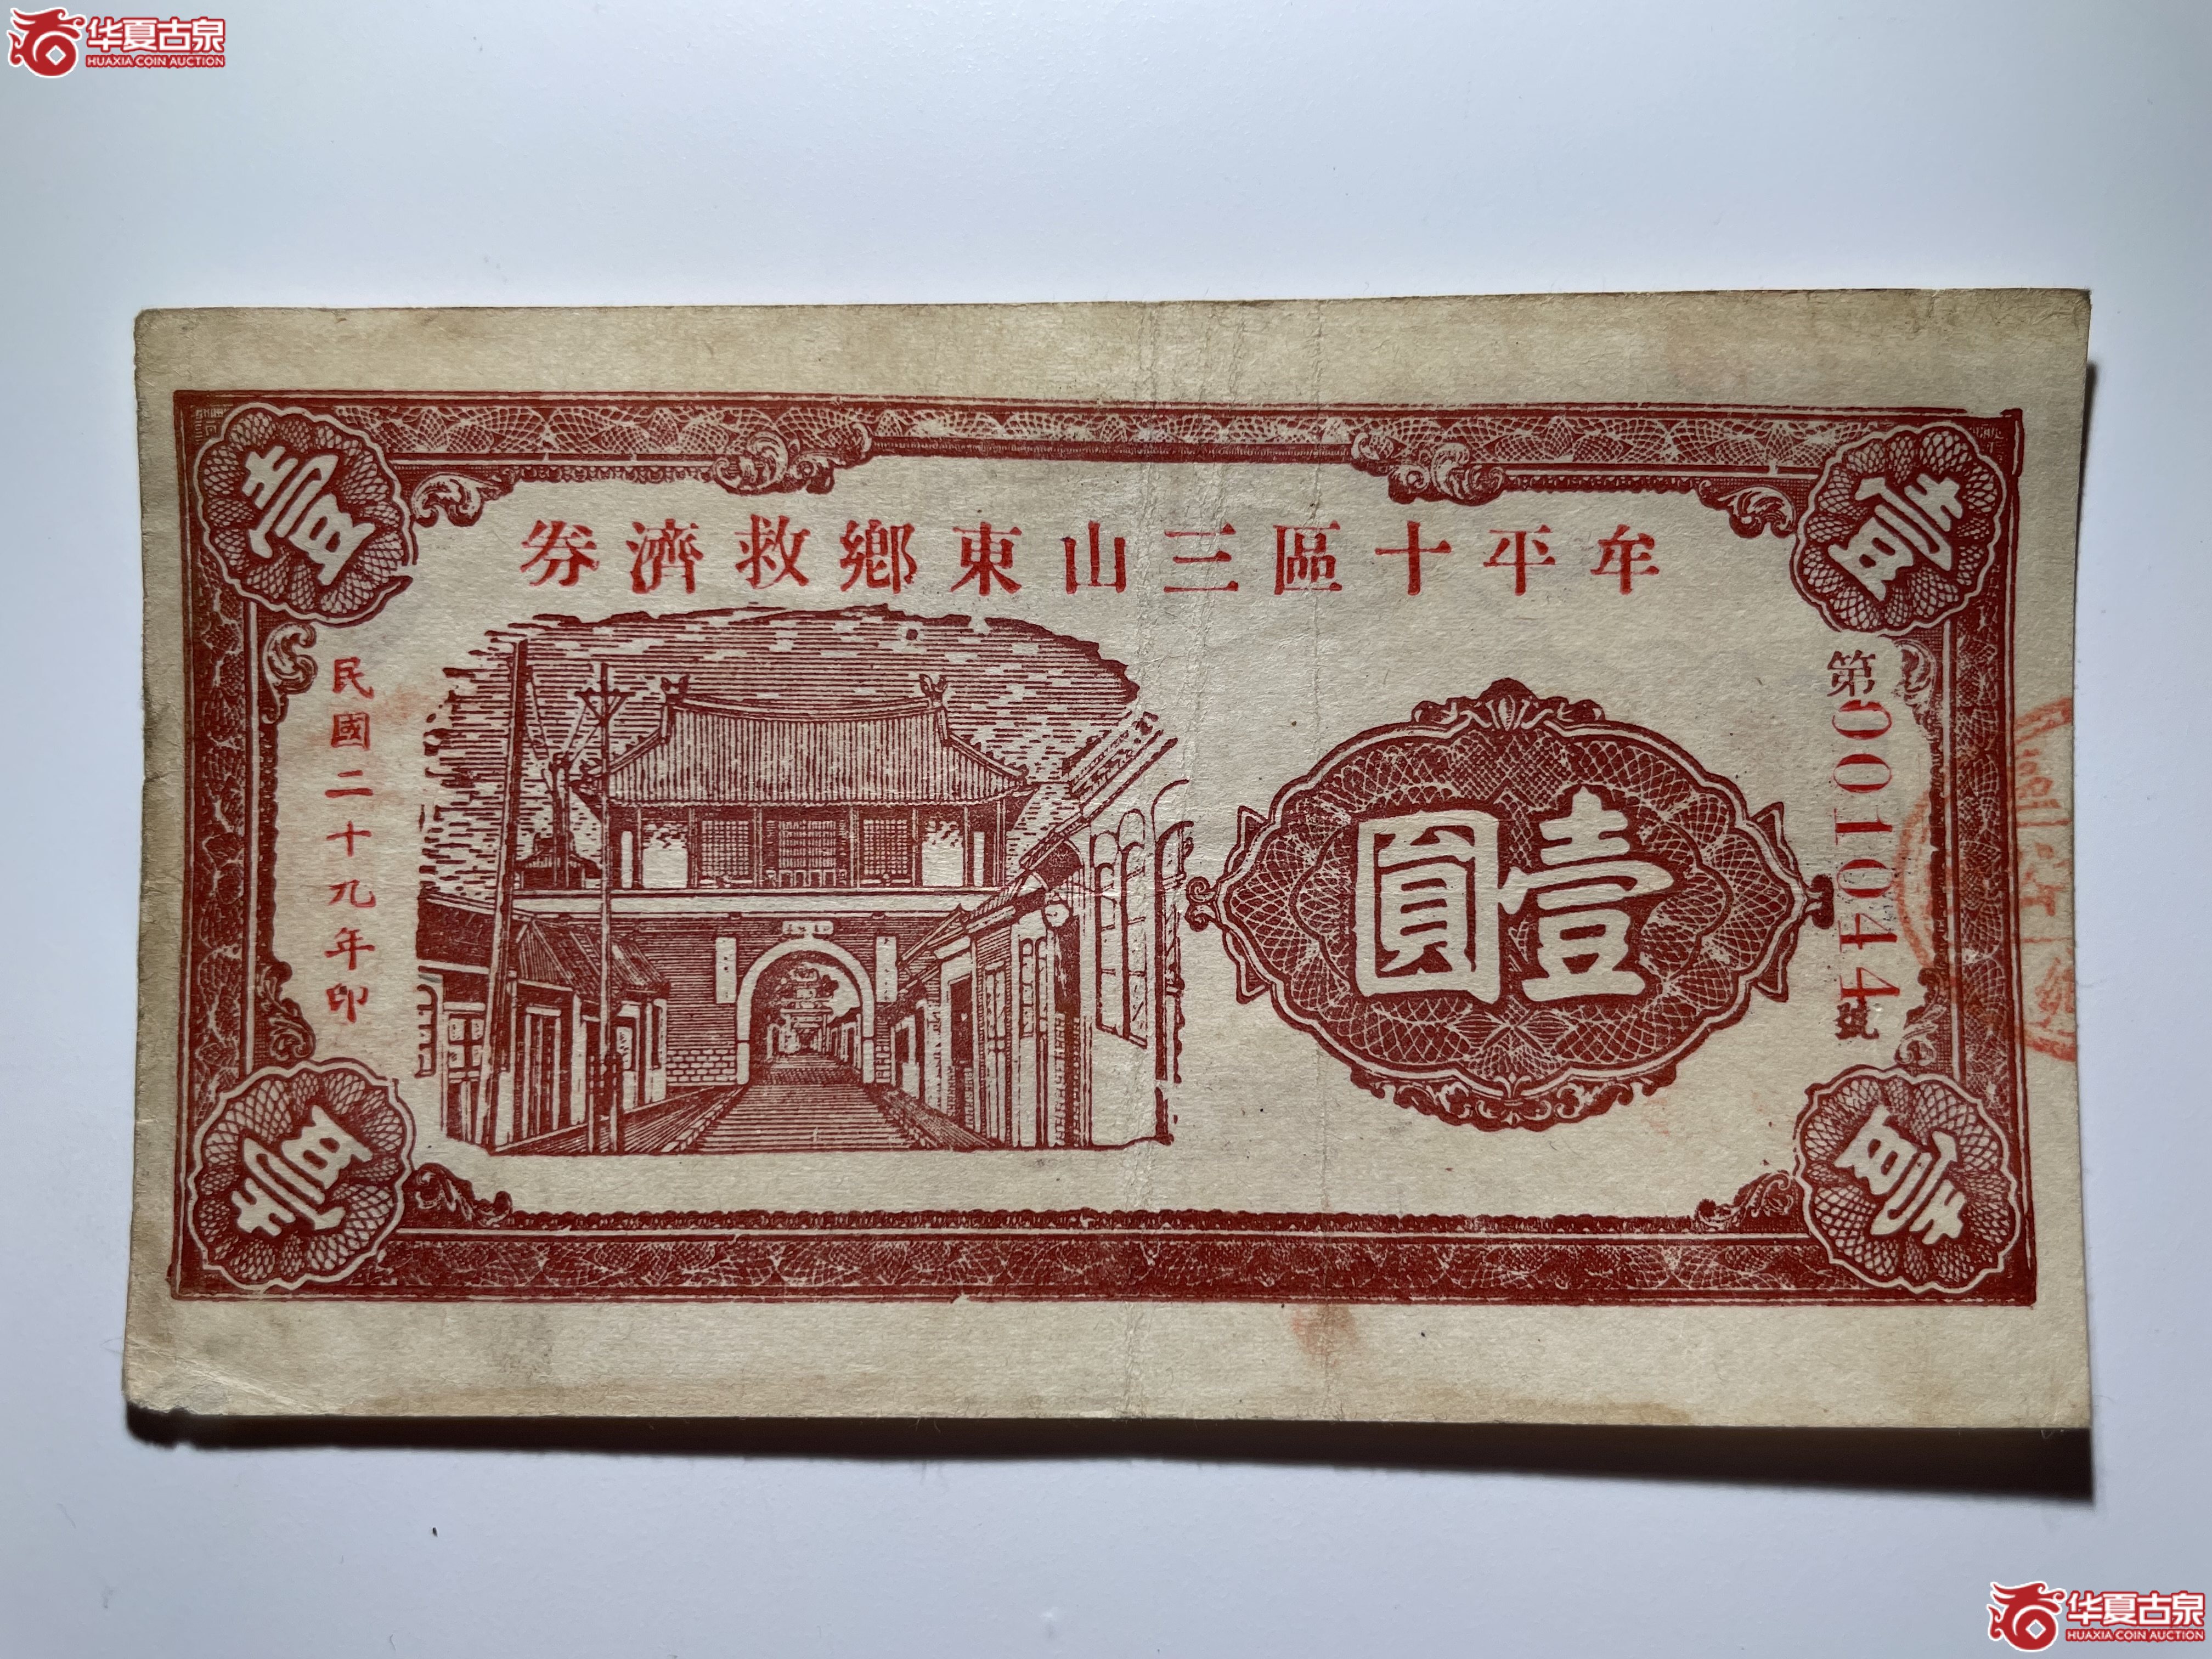 华夏古泉
HUAXIA COIN AUCTION
壹
壹
牟平十區三山東鄉救濟券
民國二十九年印
第0010444號
壹圓
壹
壹
华夏古泉
HUAXIA COIN AUCTION